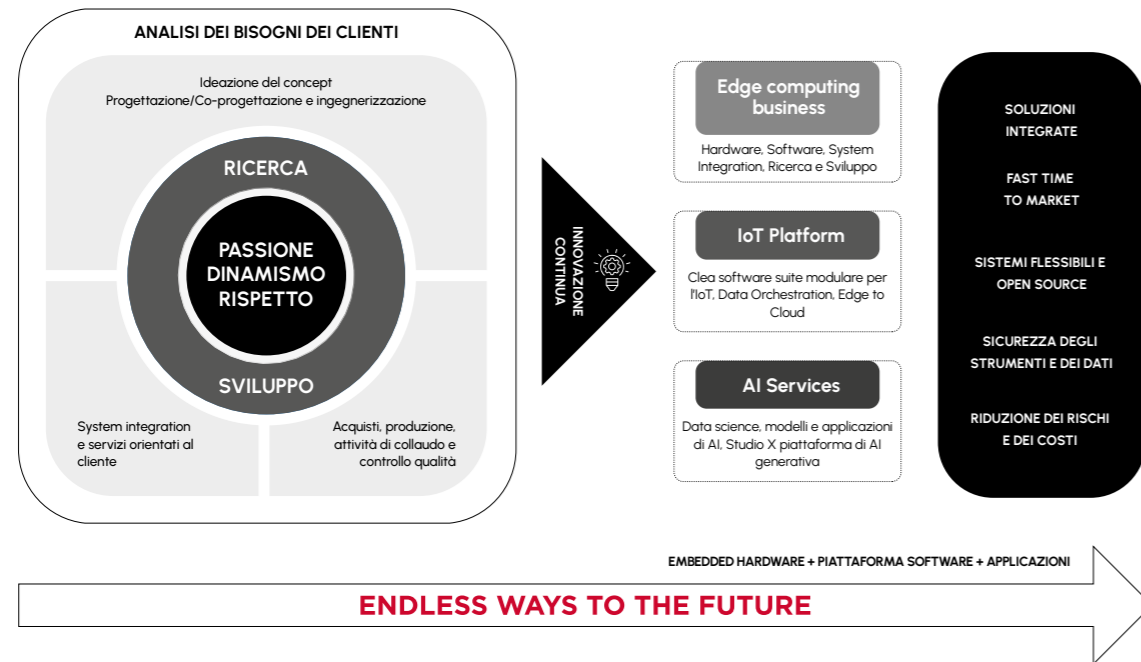 ANALISI DEI BISOGNI DEI CLIENTI
Ideazione del concept
Progettazione/Co-progettazione e ingegnerizzazione
RICERCA
PASSIONE
DINAMISMO
RISPETTO
SVILUPPO
System integration
e servizi orientati al
cliente
Acquisti, produzione,
attività di collaudo e
controllo qualità
INNOVAZIONE
CONTINUA
Edge computing
business
Hardware, Software, System
Integration, Ricerca e Sviluppo
IoT Platform
Clea software suite modulare per
l'IoT, Data Orchestration, Edge to
Cloud
AI Services
Data science, modelli e applicazioni
di AI, Studio X piattaforma di AI
generativa
SOLUZIONI
INTEGRATE
FAST TIME
TO MARKET
SISTEMI FLESSIBILI E
OPEN SOURCE
SICUREZZA DEGLI
STRUMENTI E DEI DATI
RIDUZIONE DEI RISCHI
E DEI COSTI
EMBEDDED HARDWARE + PIATTAFORMA SOFTWARE + APPLICAZIONI
ENDLESS WAYS TO THE FUTURE